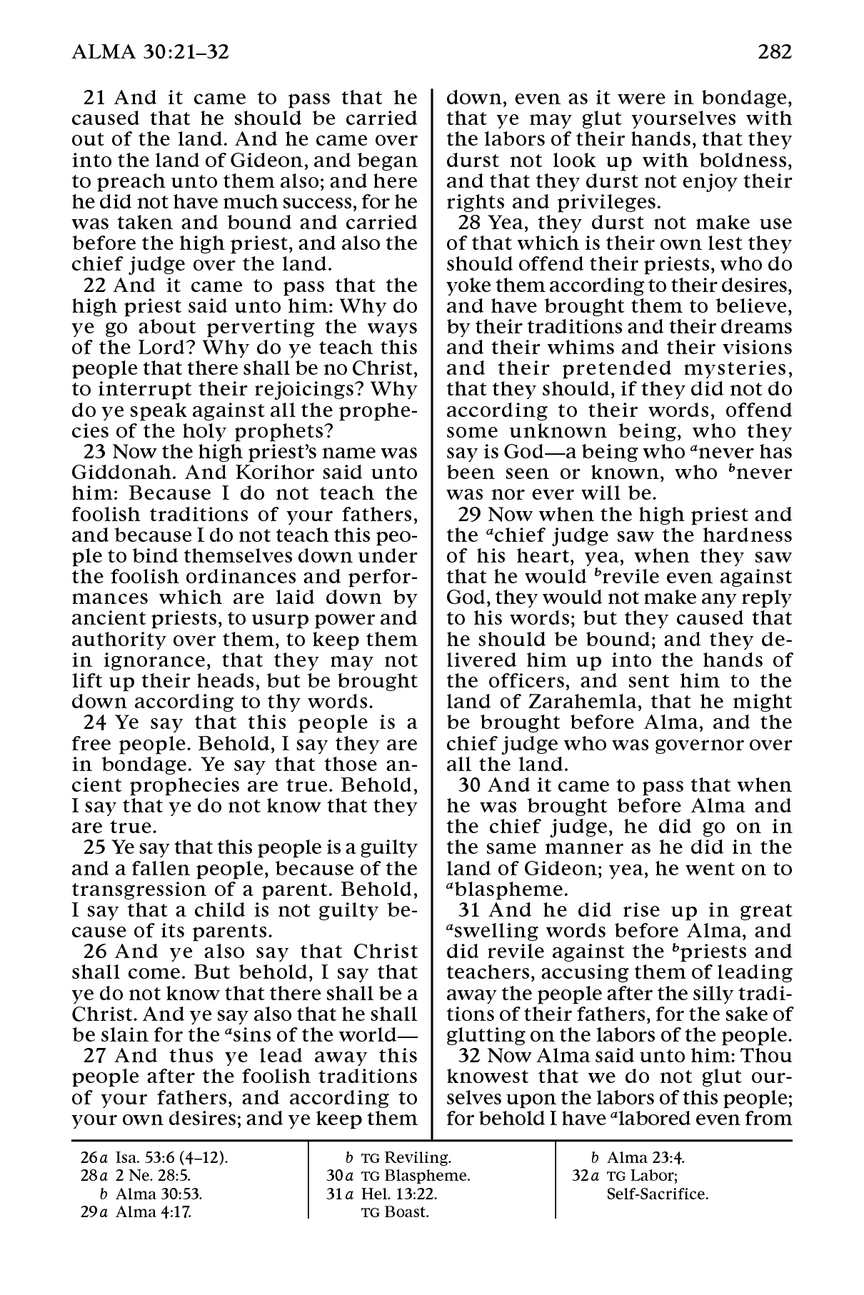 ALMA 30:21–32
282
21 And it came to pass that he
caused that he should be carried
out of the land. And he came over
into the land of Gideon, and began
to preach unto them also; and here
he did not have much success, for he
was taken and bound and carried
before the high priest, and also the
chief judge over the land.
22 And it came to pass that the
high priest said unto him: Why do
ye go about perverting the ways
of the Lord? Why do ye teach this
people that there shall be no Christ,
to interrupt their rejoicings? Why
do ye speak against all the prophe-
cies of the holy prophets?
23 Now the high priest’s name was
Giddonah. And Korihor said unto
him: Because I do not teach the
foolish traditions of your fathers,
and because I do not teach this peo-
ple to bind themselves down under
the foolish ordinances and perfor-
mances which are laid down by
ancient priests, to usurp power and
authority over them, to keep them
in ignorance, that they may not
lift up their heads, but be brought
down according to thy words.
24 Ye say that this people is a
free people. Behold, I say they are
in bondage. Ye say that those an-
cient prophecies are true. Behold,
I say that ye do not know that they
are true.
25 Ye say that this people is a guilty
and a fallen people, because of the
transgression of a parent. Behold,
I say that a child is not guilty be-
cause of its parents.
26 And ye also say that Christ
shall come. But behold, I say that
ye do not know that there shall be a
Christ. And ye say also that he shall
be slain for the ᵃsins of the world—
27 And thus ye lead away this
people after the foolish traditions
of your fathers, and according to
your own desires; and ye keep them
down, even as it were in bondage,
that ye may glut yourselves with
the labors of their hands, that they
durst not look up with boldness,
and that they durst not enjoy their
rights and privileges.
28 Yea, they durst not make use
of that which is their own lest they
should offend their priests, who do
yoke them according to their desires,
and have brought them to believe,
by their traditions and their dreams
and their whims and their visions
and their pretended mysteries,
that they should, if they did not do
according to their words, offend
some unknown being, who they
say is God—a being who ᵃnever has
been seen or known, who ᵇnever
was nor ever will be.
29 Now when the high priest and
the ᵃchief judge saw the hardness
of his heart, yea, when they saw
that he would ᵇrevile even against
God, they would not make any reply
to his words; but they caused that
he should be bound; and they de-
livered him up into the hands of
the officers, and sent him to the
land of Zarahemla, that he might
be brought before Alma, and the
chief judge who was governor over
all the land.
30 And it came to pass that when
he was brought before Alma and
the chief judge, he did go on in
the same manner as he did in the
land of Gideon; yea, he went on to
ᵃblaspheme.
31 And he did rise up in great
ᵃswelling words before Alma, and
did revile against the ᵇpriests and
teachers, accusing them of leading
away the people after the silly tradi-
tions of their fathers, for the sake of
glutting on the labors of the people.
32 Now Alma said unto him: Thou
knowest that we do not glut our-
selves upon the labors of this people;
for behold I have ᵃlabored even from
26a Isa. 53:6 (4–12).
28a 2 Ne. 28:5.
b Alma 30:53.
29a Alma 4:17.
b TG Reviling.
30a TG Blaspheme.
31a Hel. 13:22.
TG Boast.
b Alma 23:4.
32a TG Labor;
Self-Sacrifice.